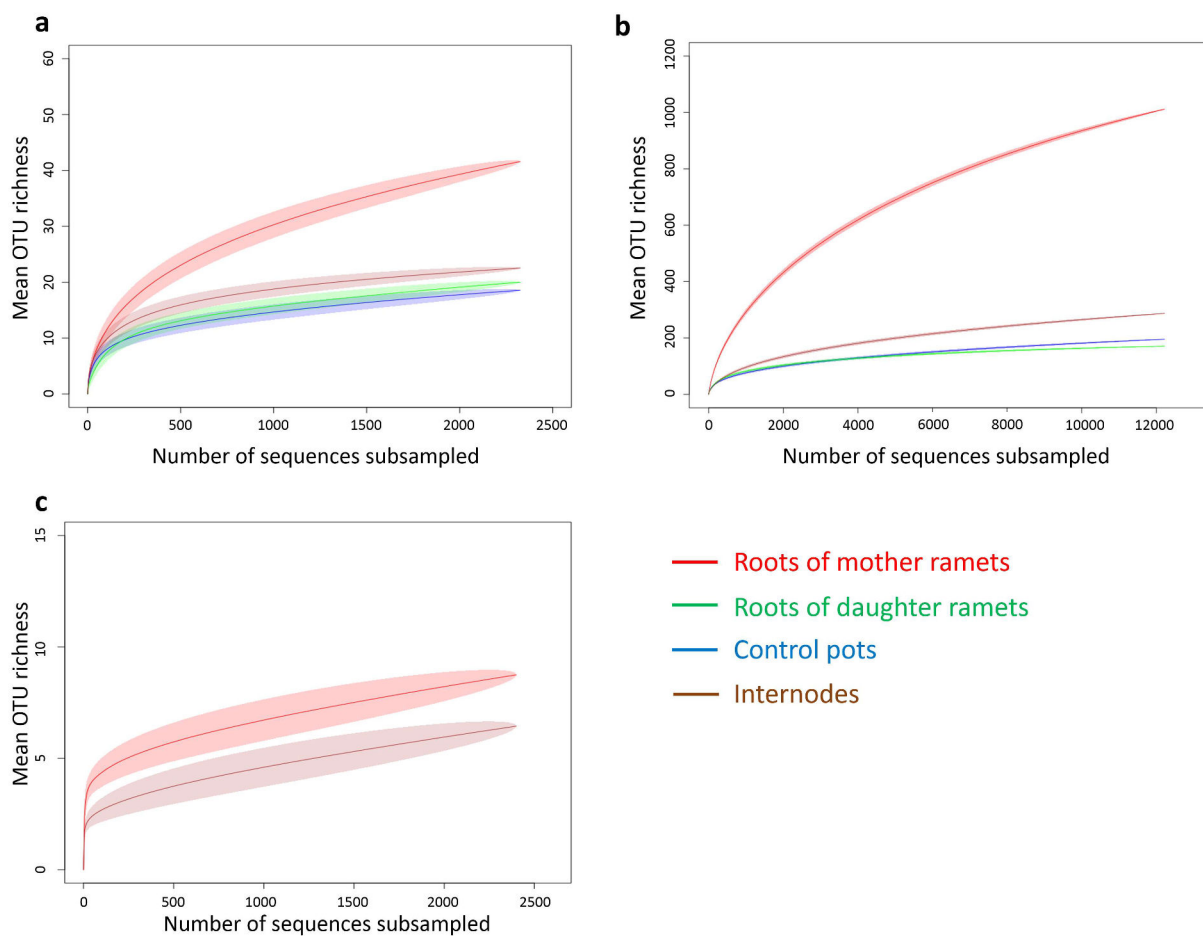 a
60
50
40
30
20
10
0
Mean OTU richness
0 500 1000 1500 2000 2500
Number of sequences subsampled
b
1200
1000
800
600
400
200
0
Mean OTU richness
0 2000 4000 6000 8000 10000 12000
Number of sequences subsampled
c
15
10
5
0
Mean OTU richness
0 500 1000 1500 2000 2500
Number of sequences subsampled
Roots of mother ramets
Roots of daughter ramets
Control pots
Internodes